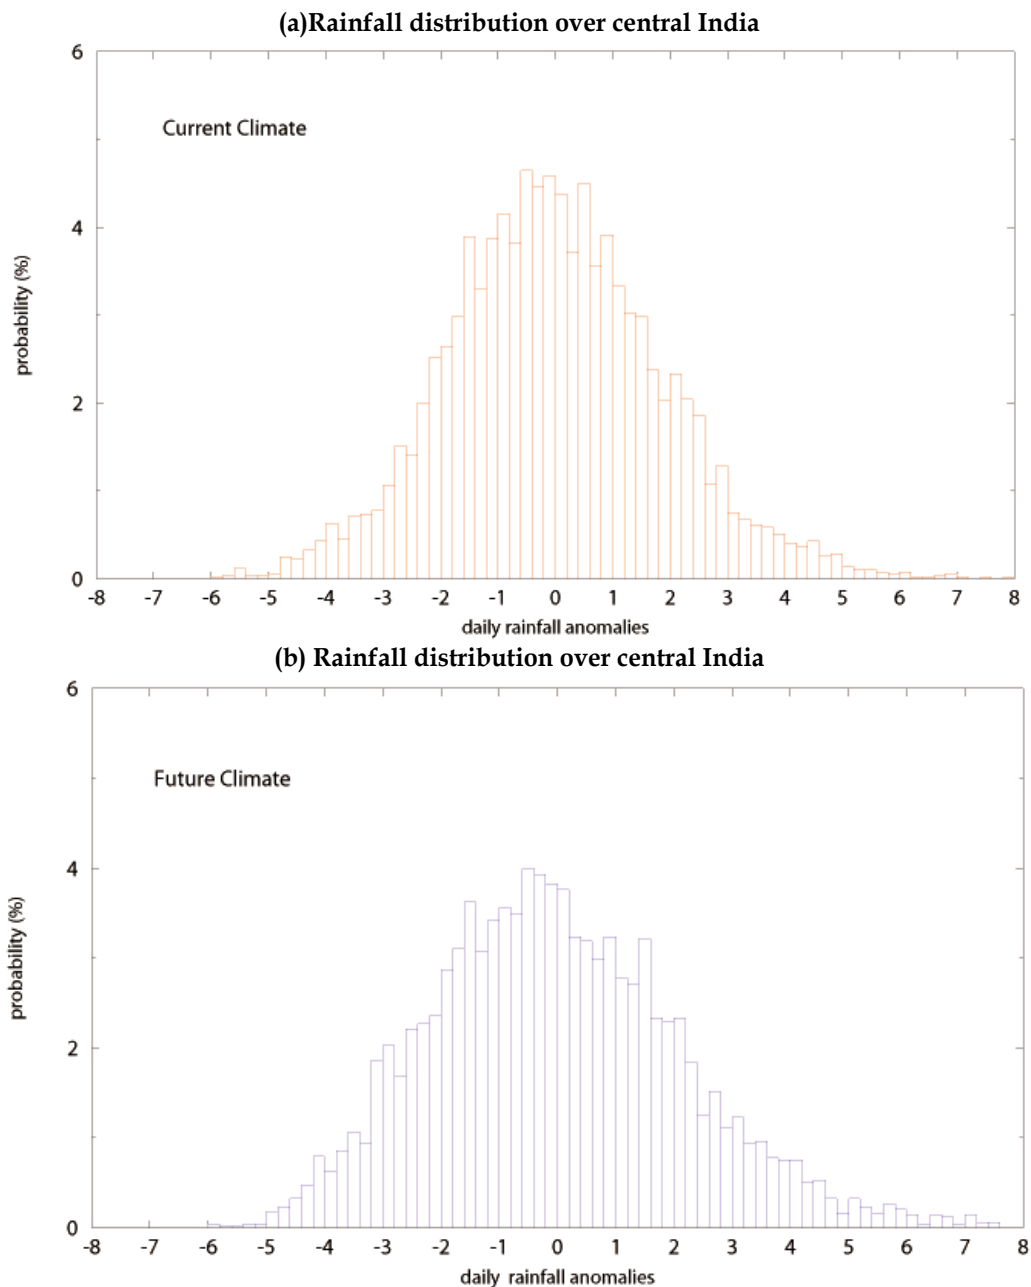 (a)Rainfall distribution over central India
6
Current Climate
4
probability (%)
2
0
-8 -7 -6 -5 -4 -3 -2 -1 0 1 2 3 4 5 6 7 8
daily rainfall anomalies
(b) Rainfall distribution over central India
6
Future Climate
4
probability (%)
2
0
-8 -7 -6 -5 -4 -3 -2 -1 0 1 2 3 4 5 6 7 8
daily rainfall anomalies